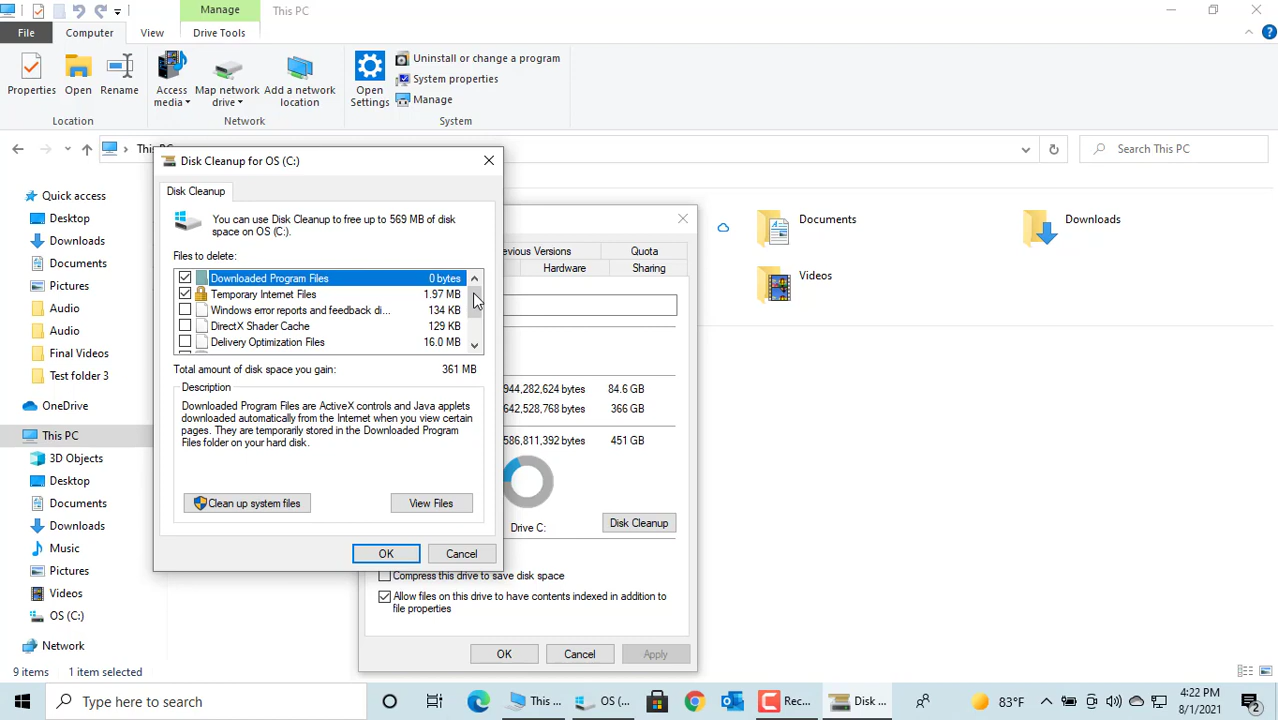 Manage
This PC
File
Computer
View
Drive Tools
Properties
Open
Rename
Access media
Map network drive
Add a network location
Open Settings
Uninstall or change a program
System properties
Manage
Location
Network
System
This PC
Search This PC
Quick access
Desktop
Downloads
Documents
Pictures
Audio
Audio
Final Videos
Test folder 3
OneDrive
This PC
3D Objects
Desktop
Documents
Downloads
Music
Pictures
Videos
OS (C:)
Network
9 items
1 item selected
Documents
Downloads
Videos
Disk Cleanup for OS (C:)
Disk Cleanup
You can use Disk Cleanup to free up to 569 MB of disk
space on OS (C:).
Files to delete:
Downloaded Program Files 0 bytes
Temporary Internet Files 1.97 MB
Windows error reports and feedback di... 134 KB
DirectX Shader Cache 129 KB
Delivery Optimization Files 16.0 MB
Total amount of disk space you gain: 361 MB
Description
Downloaded Program Files are ActiveX controls and Java applets
downloaded automatically from the Internet when you view certain
pages. They are temporarily stored in the Downloaded Program
Files folder on your hard disk.
Clean up system files
View Files
OK
Cancel
evious Versions
Quota
Hardware
Sharing
944,282,624 bytes 84.6 GB
642,528,768 bytes 366 GB
586,811,392 bytes 451 GB
Drive C:
Disk Cleanup
Compress this drive to save disk space
Allow files on this drive to have contents indexed in addition to
file properties
OK
Cancel
Apply
Type here to search
This ...
OS (...
Rec...
Disk ...
83°F
4:22 PM
8/1/2021
2